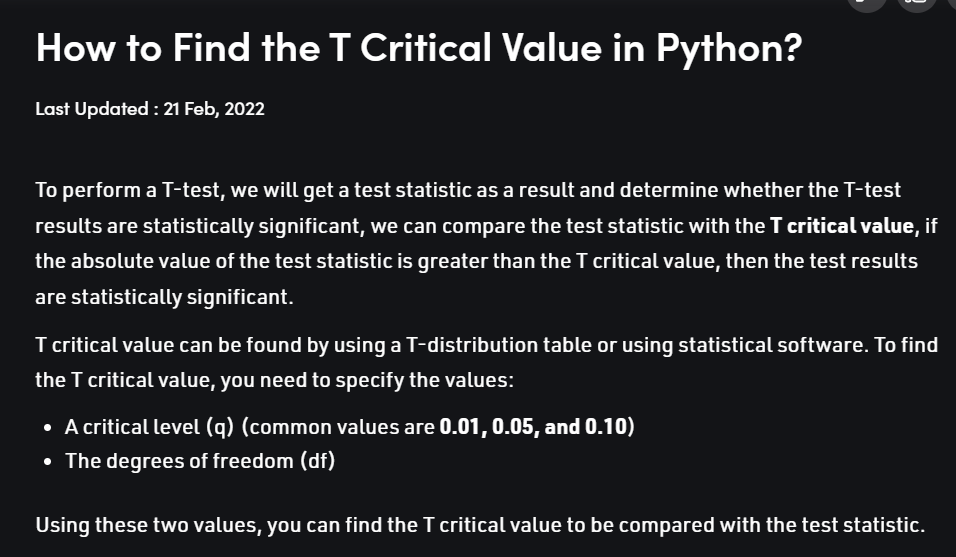 How to Find the T Critical Value in Python?
Last Updated : 21 Feb, 2022
To perform a T-test, we will get a test statistic as a result and determine whether the T-test
results are statistically significant, we can compare the test statistic with the T critical value, if
the absolute value of the test statistic is greater than the T critical value, then the test results
are statistically significant.
T critical value can be found by using a T-distribution table or using statistical software. To find
the T critical value, you need to specify the values:
• A critical level (q) (common values are 0.01, 0.05, and 0.10)
• The degrees of freedom (df)
Using these two values, you can find the T critical value to be compared with the test statistic.